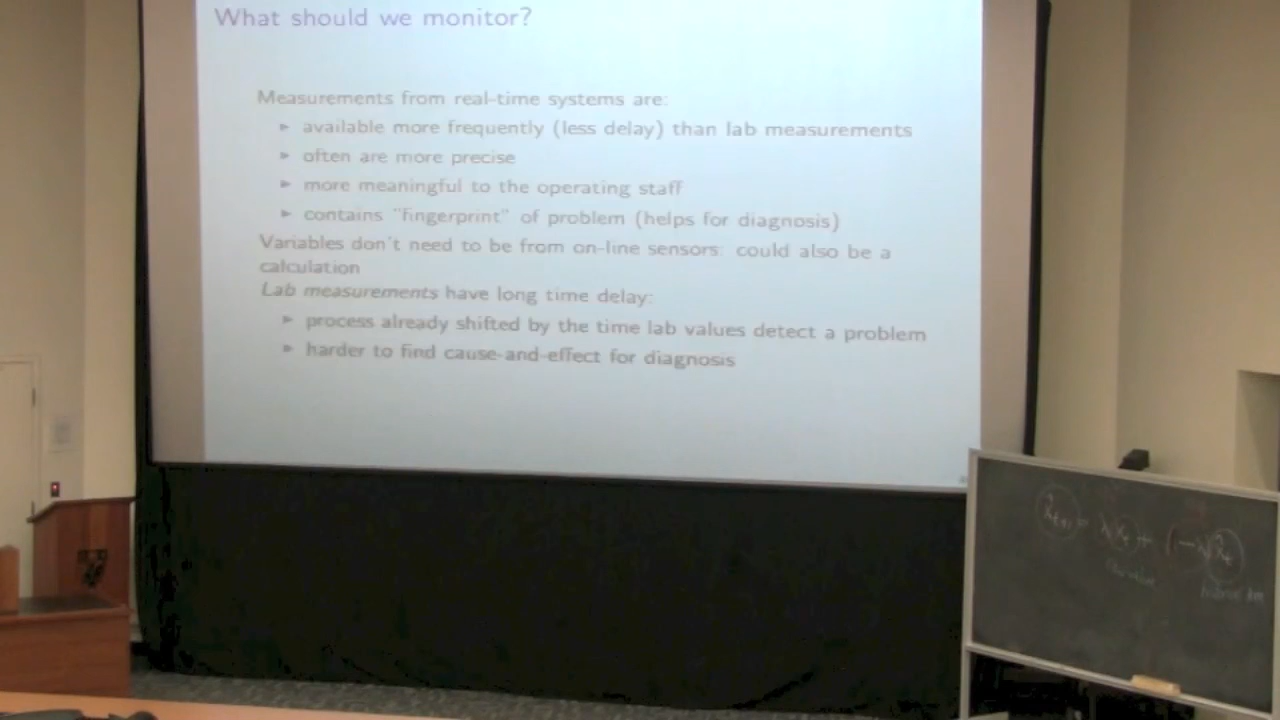 What should we monitor?
Measurements from real-time systems are:
► available more frequently (less delay) than lab measurements
► often are more precise
► more meaningful to the operating staff
► contains "fingerprint" of problem (helps for diagnosis)
Variables don't need to be from on-line sensors: could also be a
calculation
Lab measurements have long time delay:
► process already shifted by the time lab values detect a problem
► harder to find cause-and-effect for diagnosis
x̂ₜ₊₁ = λxₜ + (1-λ)x̂ₜ